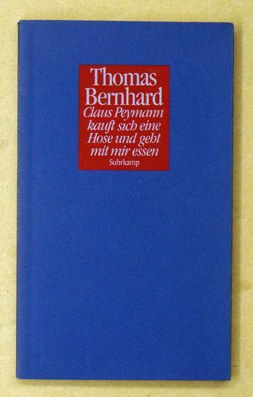 Thomas
Bernhard
Claus Peymann
kauft sich eine
Hose und geht
mit mir essen
Suhrkamp